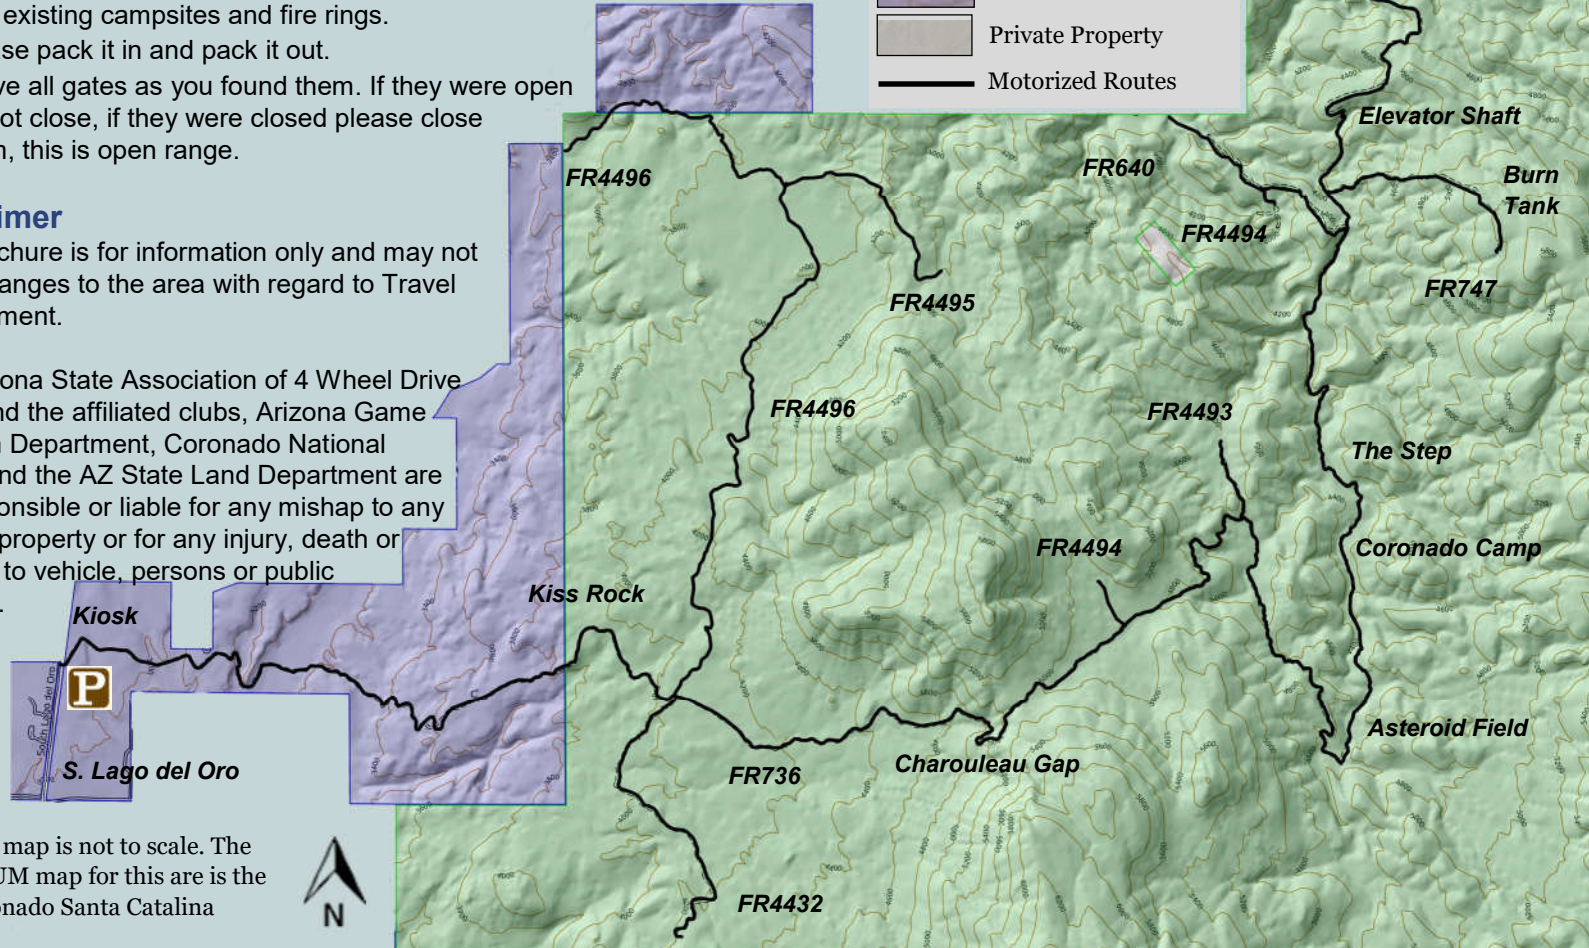 existing campsites and fire rings.
se pack it in and pack it out.
ve all gates as you found them. If they were open
ot close, if they were closed please close
, this is open range.
imer
chure is for information only and may not
anges to the area with regard to Travel
ment.
ona State Association of 4 Wheel Drive
nd the affiliated clubs, Arizona Game
Department, Coronado National
nd the AZ State Land Department are
onsible or liable for any mishap to any
property or for any injury, death or
to vehicle, persons or public
.
Private Property
Motorized Routes
Elevator Shaft
FR4496
FR640
Burn
Tank
FR4494
FR4495
FR747
FR4496
FR4493
The Step
FR4494
Coronado Camp
Kiss Rock
Kiosk
P
South Lago del Oro
Asteroid Field
S. Lago del Oro
FR736
Charouleau Gap
map is not to scale. The
UM map for this are is the
onado Santa Catalina
N
FR4432